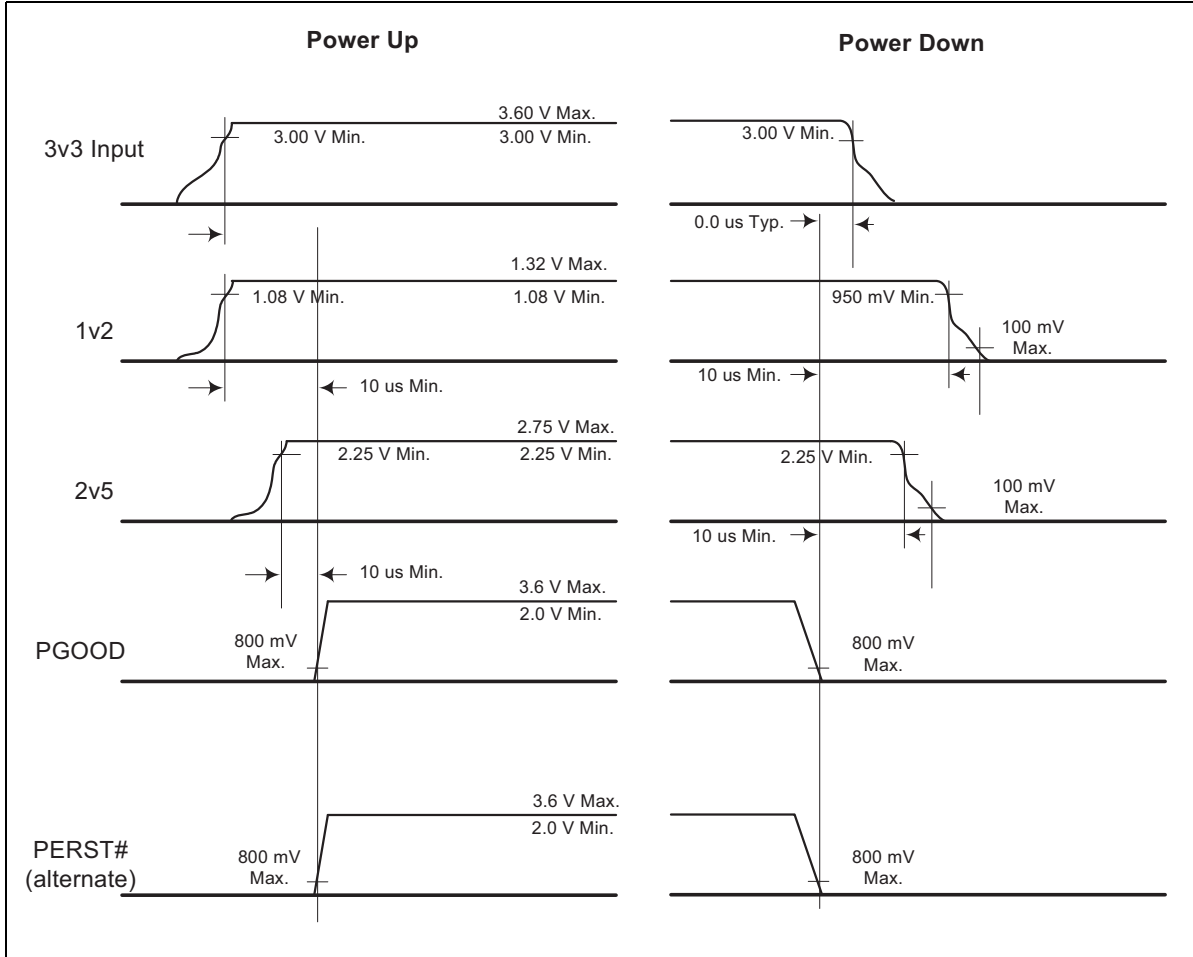 Power Up
Power Down
3v3 Input
3.00 V Min.
3.60 V Max.
3.00 V Min.
3.00 V Min.
0.0 us Typ.
1v2
1.08 V Min.
1.32 V Max.
1.08 V Min.
10 us Min.
950 mV Min.
100 mV
Max.
10 us Min.
2v5
2.25 V Min.
2.75 V Max.
2.25 V Min.
10 us Min.
2.25 V Min.
100 mV
Max.
10 us Min.
PGOOD
800 mV
Max.
3.6 V Max.
2.0 V Min.
800 mV
Max.
PERST#
(alternate)
800 mV
Max.
3.6 V Max.
2.0 V Min.
800 mV
Max.